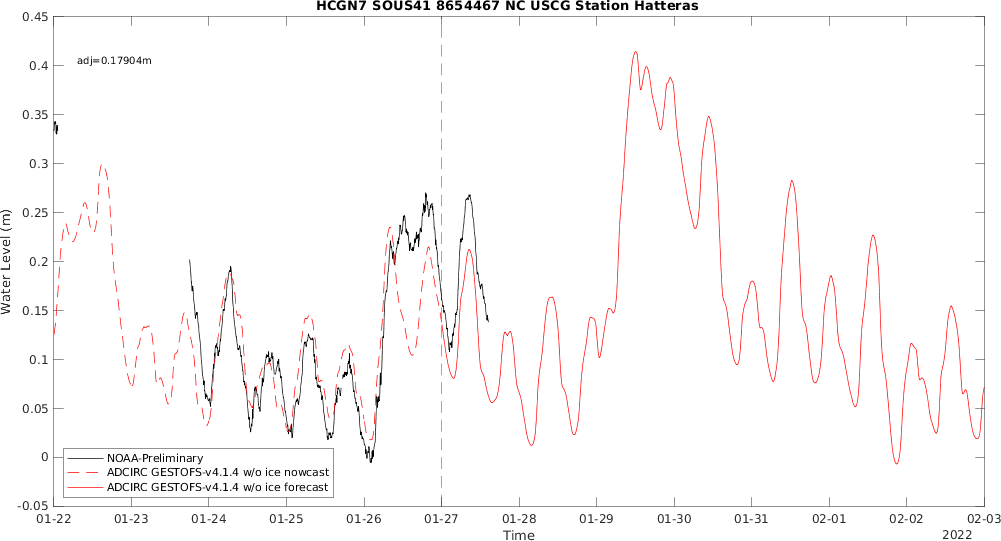 HCGN7 SOUS41 8654467 NC USCG Station Hatteras
0.45
adj=0.17904m
0.4
0.35
0.3
0.25
0.2
0.15
0.1
0.05
0
-0.05
Water Level (m)
NOAA-Preliminary
ADCIRC GESTOFS-v4.1.4 w/o ice nowcast
ADCIRC GESTOFS-v4.1.4 w/o ice forecast
01-22 01-23 01-24 01-25 01-26 01-27 01-28 01-29 01-30 01-31 02-01 02-02 02-03
Time
2022